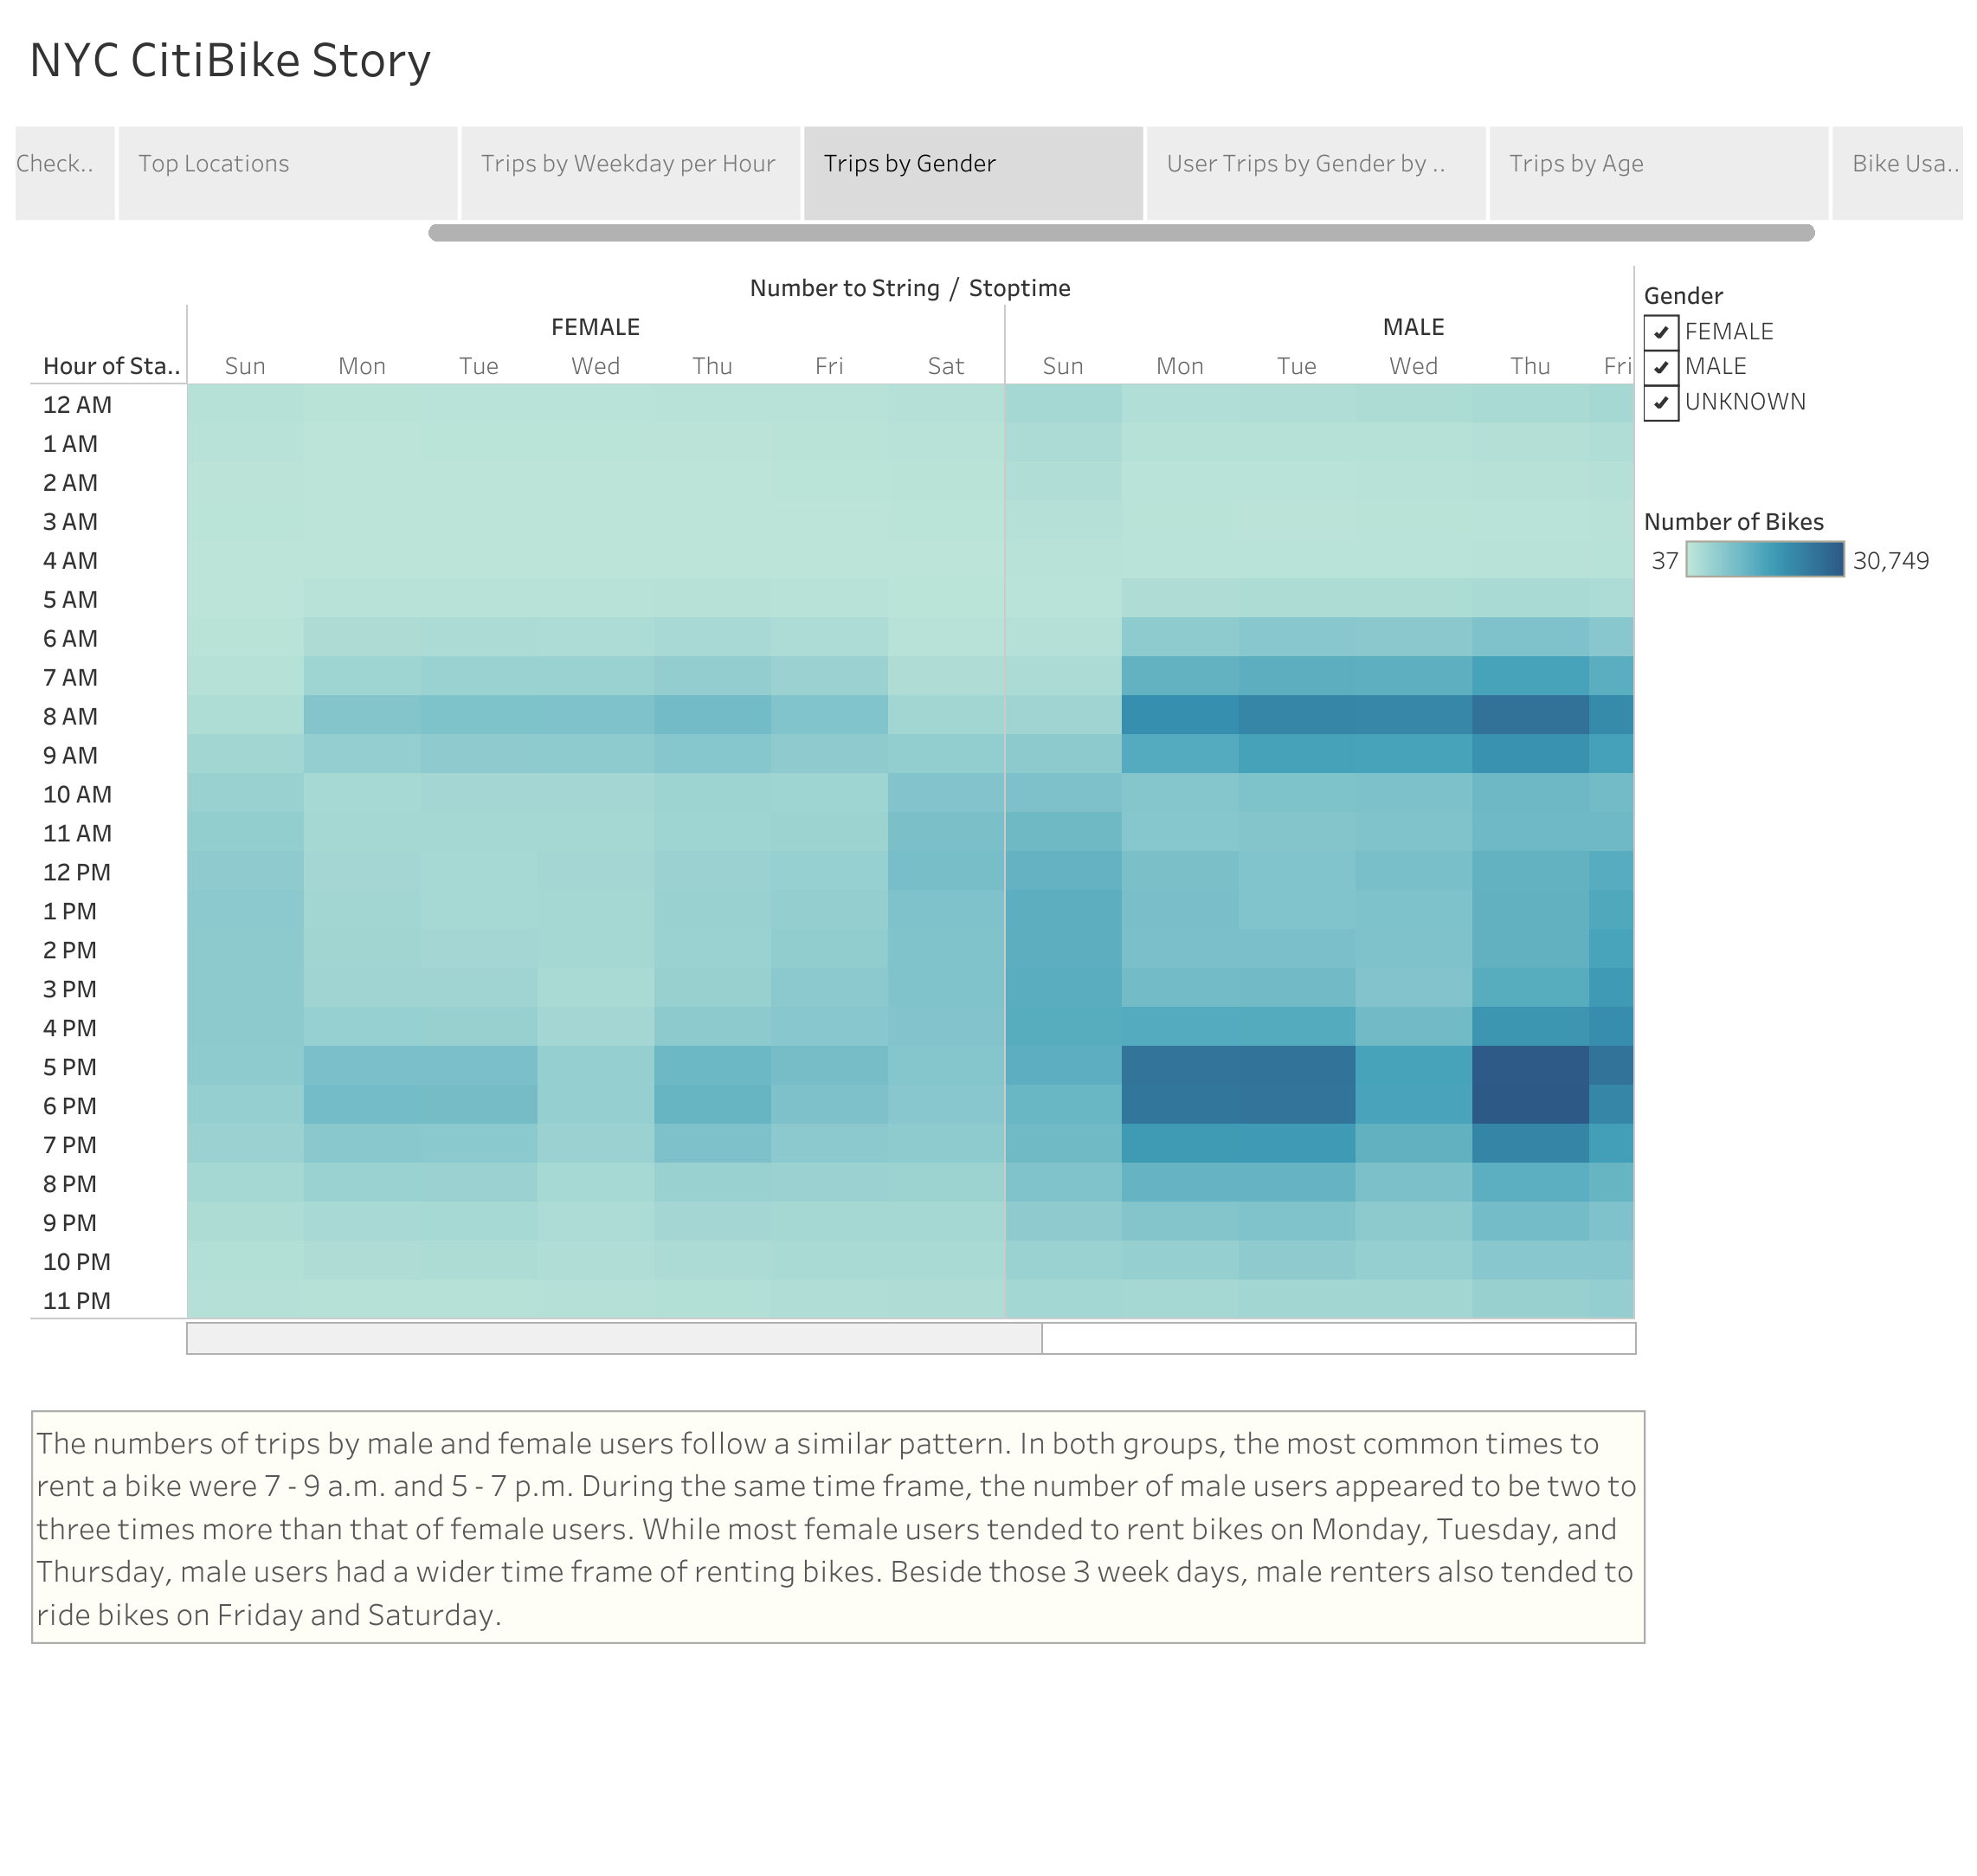 NYC CitiBike Story
Check.. Top Locations Trips by Weekday per Hour Trips by Gender User Trips by Gender by .. Trips by Age Bike Usa..
Number to String / Stoptime
FEMALE MALE
Hour of Sta.. Sun Mon Tue Wed Thu Fri Sat Sun Mon Tue Wed Thu Fri
12 AM
1 AM
2 AM
3 AM
4 AM
5 AM
6 AM
7 AM
8 AM
9 AM
10 AM
11 AM
12 PM
1 PM
2 PM
3 PM
4 PM
5 PM
6 PM
7 PM
8 PM
9 PM
10 PM
11 PM
Gender
FEMALE
MALE
UNKNOWN
Number of Bikes
37 30,749
The numbers of trips by male and female users follow a similar pattern. In both groups, the most common times to
rent a bike were 7 - 9 a.m. and 5 - 7 p.m. During the same time frame, the number of male users appeared to be two to
three times more than that of female users. While most female users tended to rent bikes on Monday, Tuesday, and
Thursday, male users had a wider time frame of renting bikes. Beside those 3 week days, male renters also tended to
ride bikes on Friday and Saturday.